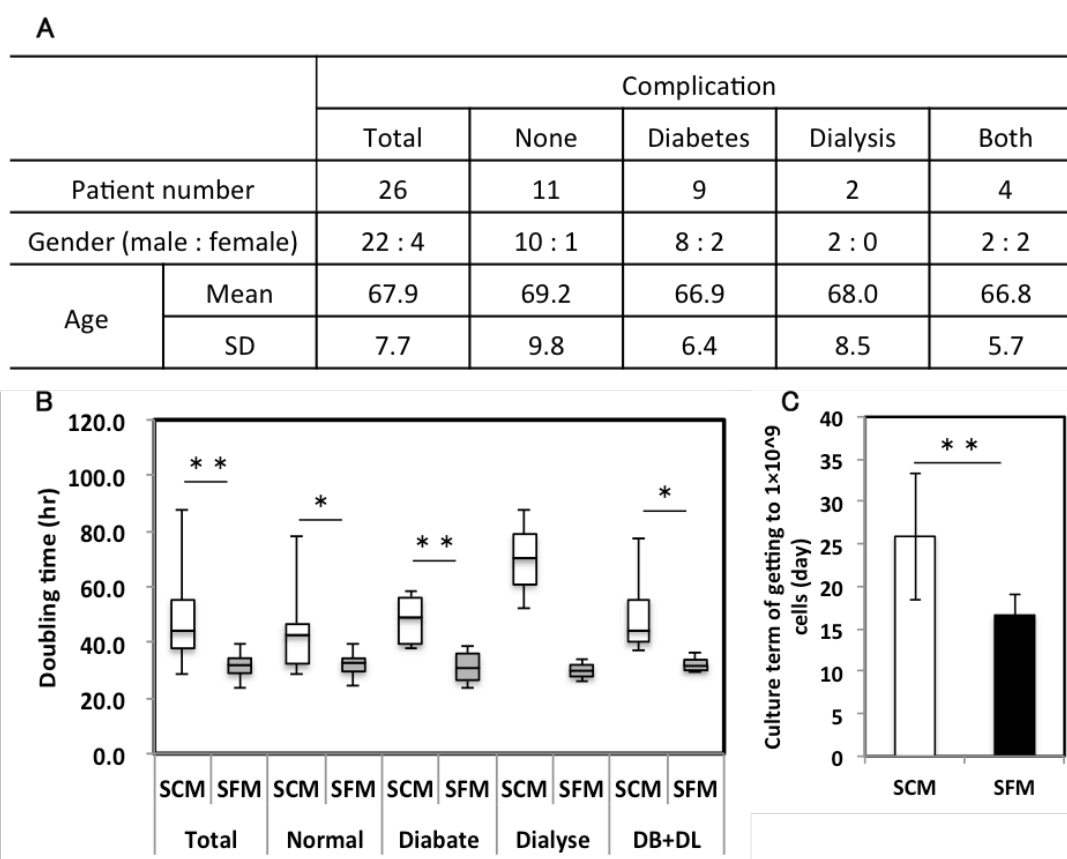 A
Complication
Total None Diabetes Dialysis Both
Patient number 26 11 9 2 4
Gender (male : female) 22 : 4 10 : 1 8 : 2 2 : 0 2 : 2
Age
Mean 67.9 69.2 66.9 68.0 66.8
SD 7.7 9.8 6.4 8.5 5.7
B
Doubling time (hr)
120.0
100.0
80.0
60.0
40.0
20.0
0.0
* *
*
* *
*
SCM SFM SCM SFM SCM SFM SCM SFM SCM SFM
Total Normal Diabate Dialyse DB+DL
C
Culture term of getting to 1×10^9
cells (day)
40
35
30
25
20
15
10
5
0
* *
SCM SFM